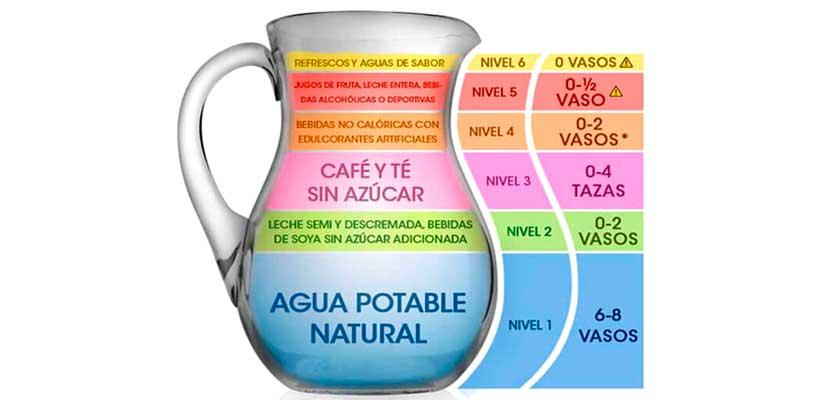 REFRESCOS Y AGUAS DE SABOR NIVEL 6 0 VASOS
JUGOS DE FRUTA, LECHE ENTERA, BEBI-
DAS ALCOHÓLICAS O DEPORTIVAS
NIVEL 5
0-½
VASO
BEBIDAS NO CALÓRICAS CON
EDULCORANTES ARTIFICIALES
NIVEL 4
0-2
VASOS*
CAFÉ Y TÉ
SIN AZÚCAR
NIVEL 3
0-4
TAZAS
LECHE SEMI Y DESCREMADA, BEBIDAS
DE SOYA SIN AZÚCAR ADICIONADA
NIVEL 2
0-2
VASOS
AGUA POTABLE
NATURAL
NIVEL 1
6-8
VASOS